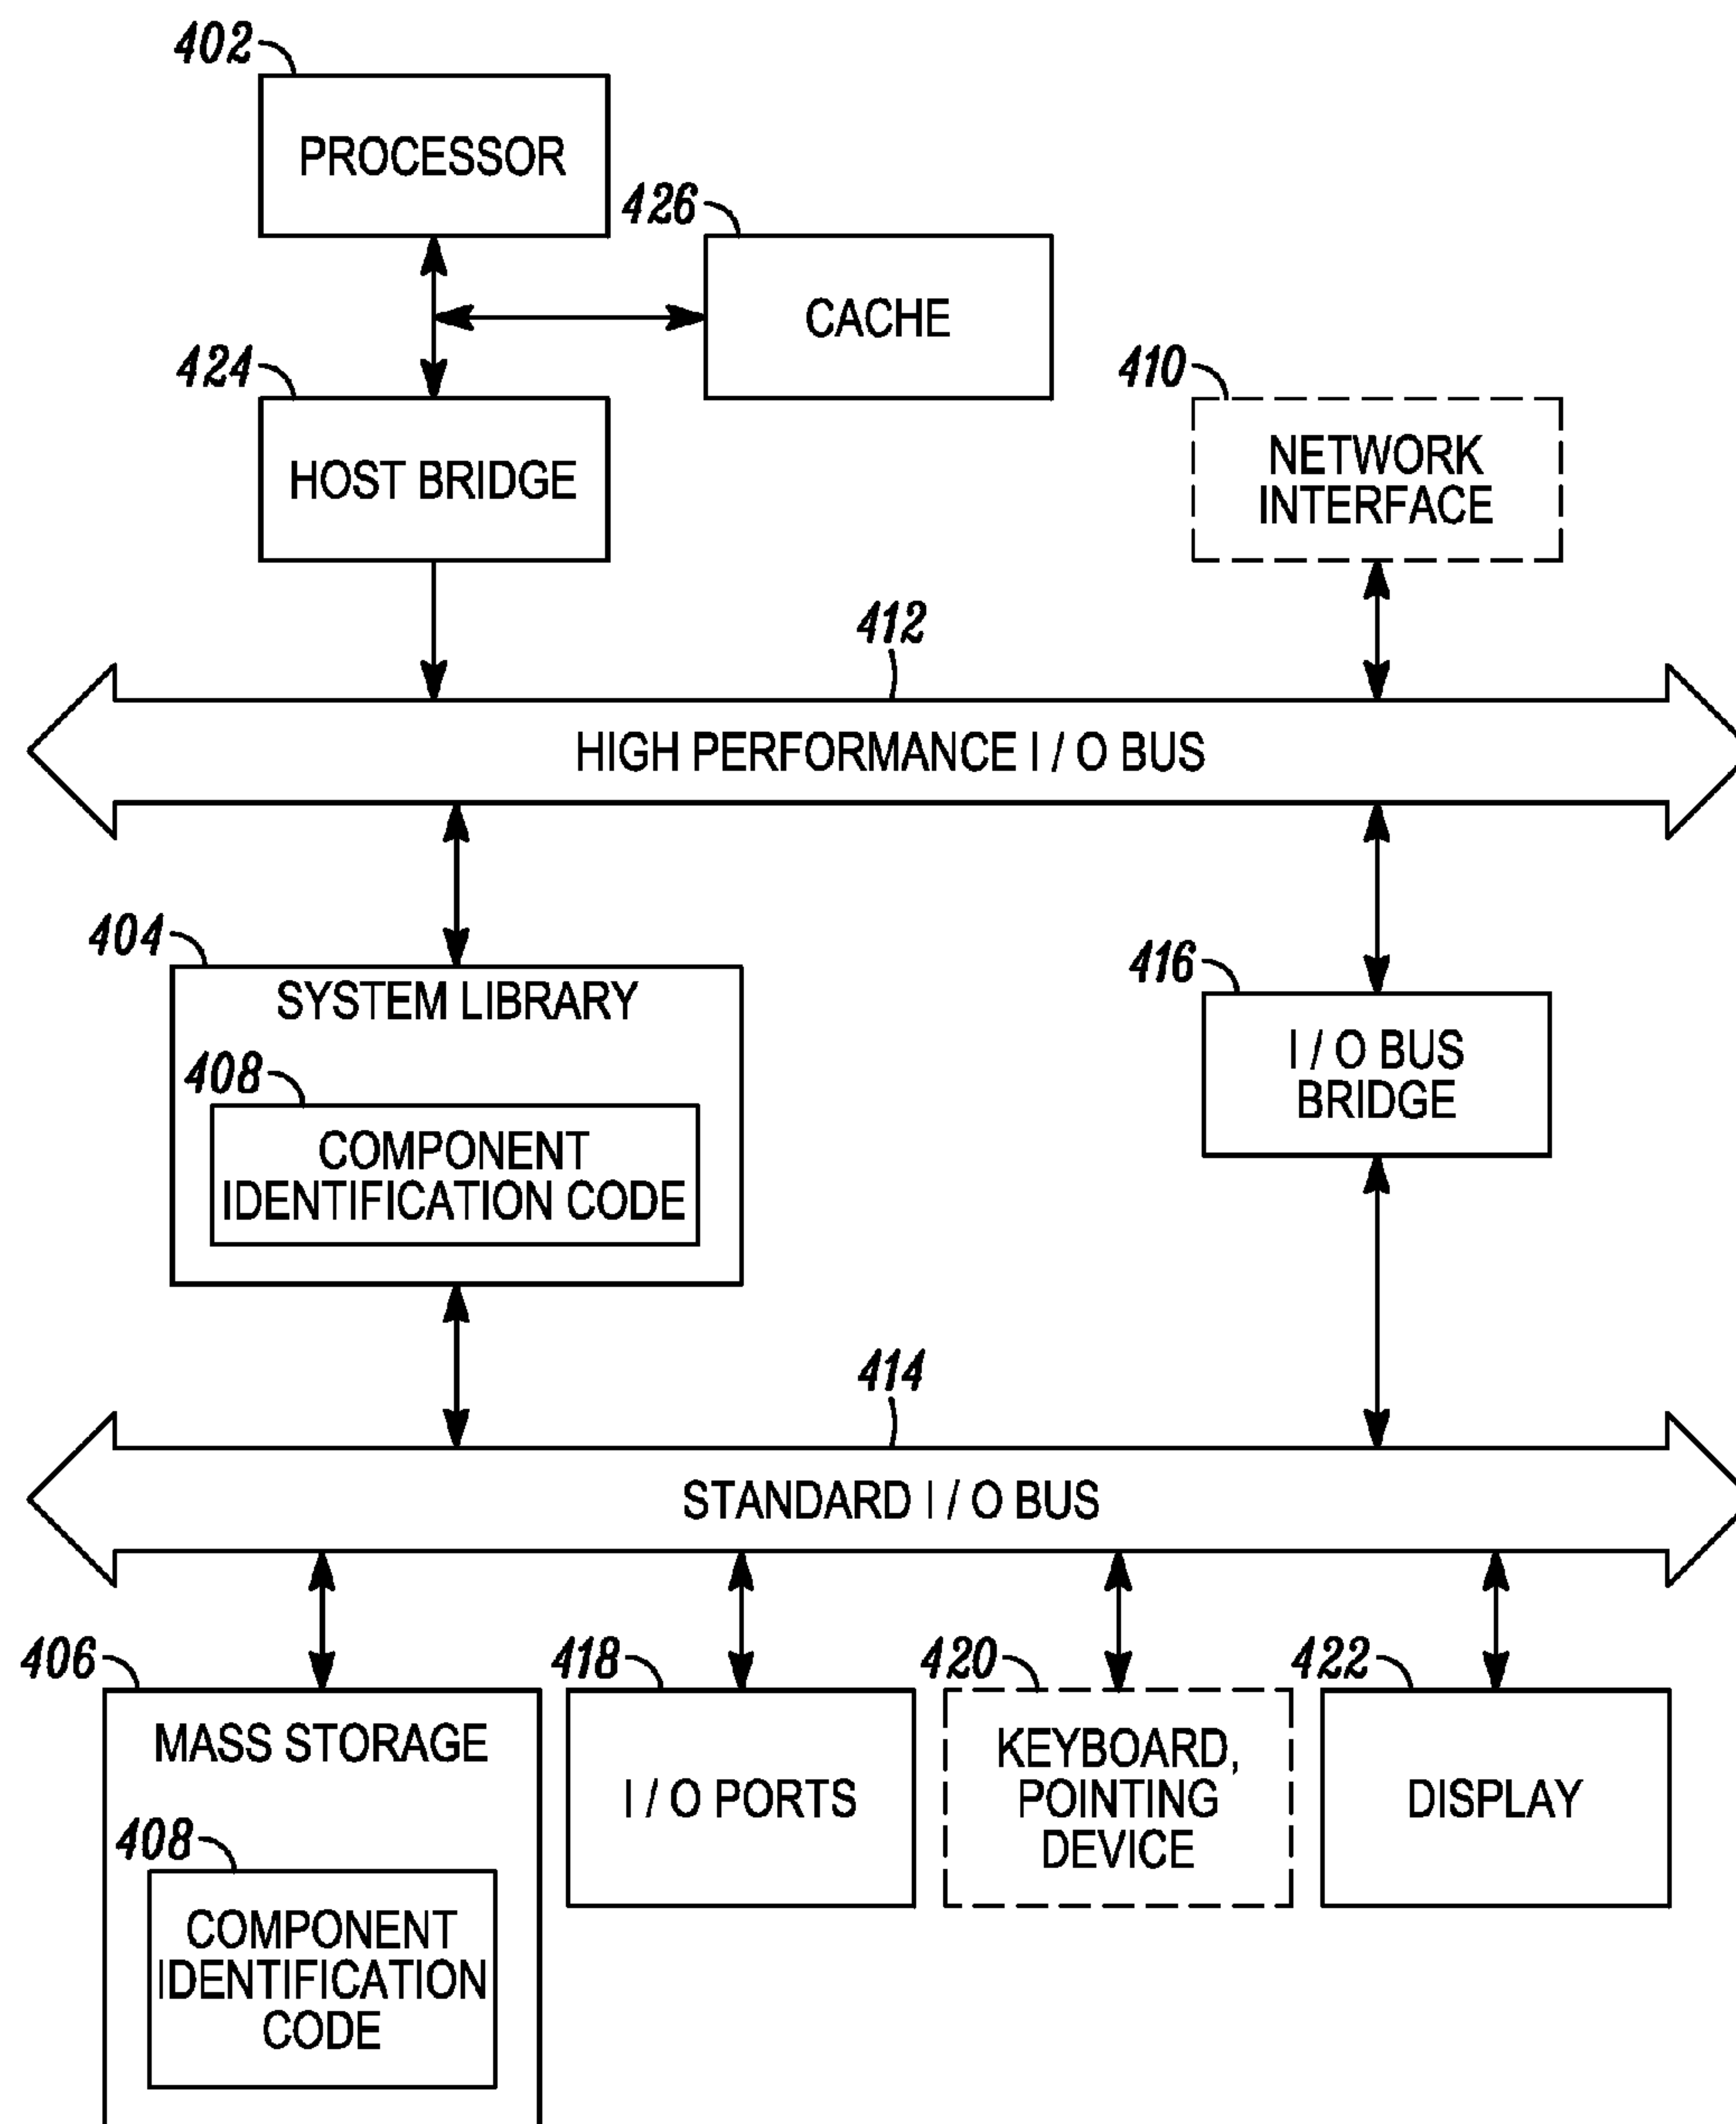 402
PROCESSOR
426
CACHE
424
HOST BRIDGE
410
NETWORK
INTERFACE
412
HIGH PERFORMANCE I / O BUS
404
SYSTEM LIBRARY
408
COMPONENT
IDENTIFICATION CODE
416
I / O BUS
BRIDGE
414
STANDARD I / O BUS
406
MASS STORAGE
408
COMPONENT
IDENTIFICATION
CODE
418
I / O PORTS
420
KEYBOARD,
POINTING
DEVICE
422
DISPLAY